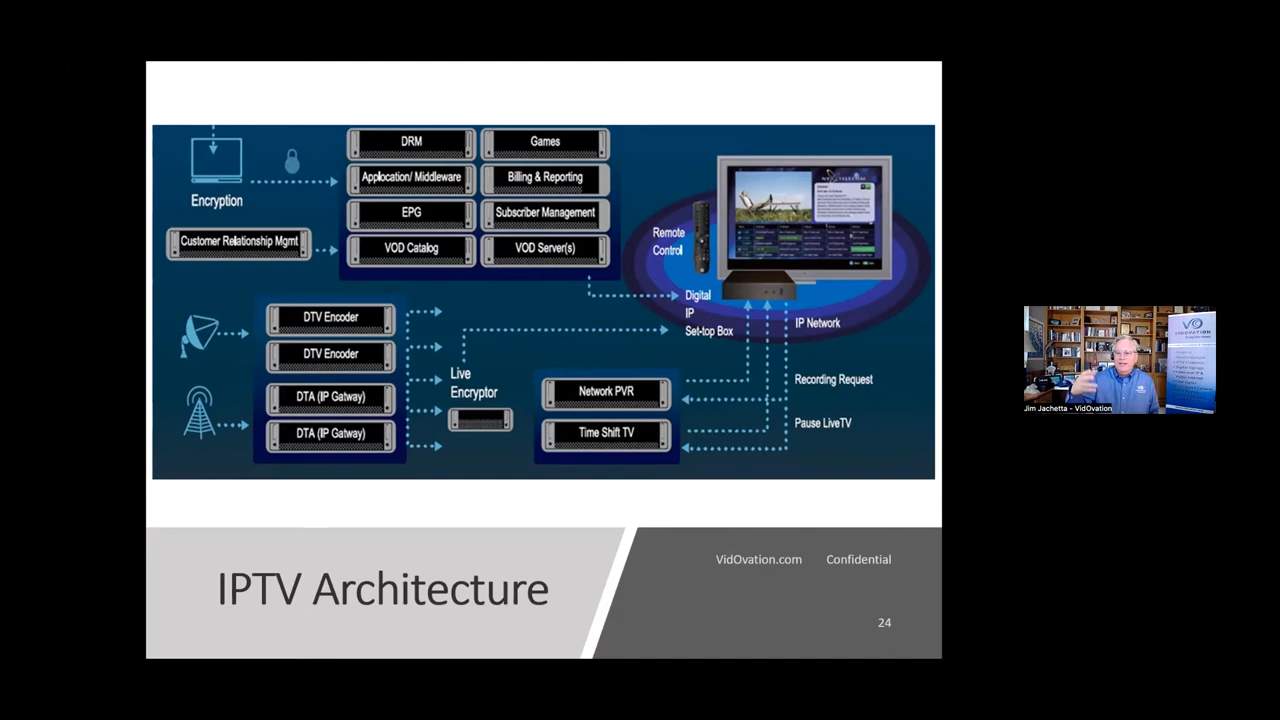 DRM
Games
Application/ Middleware
Billing & Reporting
Encryption
EPG
Subscriber Management
Customer Relationship Mgmt
VOD Catalog
VOD Server(s)
Remote
Control
Digital
IP
Set-top Box
IP Network
DTV Encoder
DTV Encoder
DTA (IP Gatway)
DTA (IP Gatway)
Live
Encryptor
Network PVR
Time Shift TV
Recording Request
Pause LiveTV
IPTV Architecture
VidOvation.com Confidential
24
VIDOVATION
Jim Jachetta - VidOvation